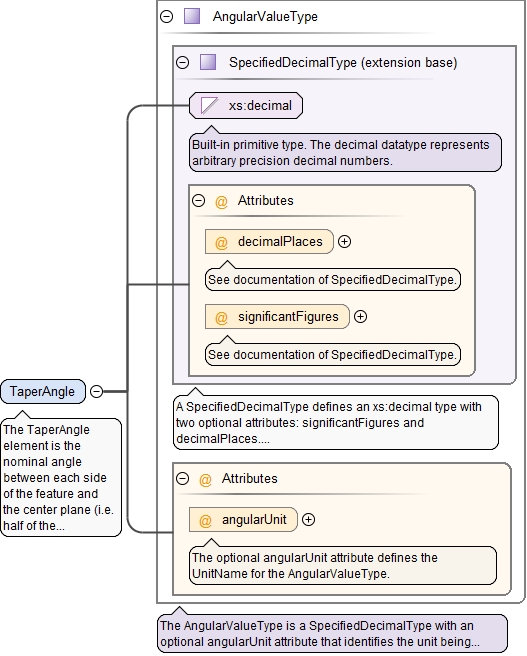 AngularValueType
SpecifiedDecimalType (extension base)
xs:decimal
Built-in primitive type. The decimal datatype represents
arbitrary precision decimal numbers.
@ Attributes
@ decimalPlaces
See documentation of SpecifiedDecimalType.
@ significantFigures
See documentation of SpecifiedDecimalType.
TaperAngle
The TaperAngle
element is the
nominal angle
between each side
of the feature and
the center plane (i.e.
half of the...
A SpecifiedDecimalType defines an xs:decimal type with
two optional attributes: significantFigures and
decimalPlaces....
@ Attributes
@ angularUnit
The optional angularUnit attribute defines the
UnitName for the AngularValueType.
The AngularValueType is a SpecifiedDecimalType with an
optional angularUnit attribute that identifies the unit being...